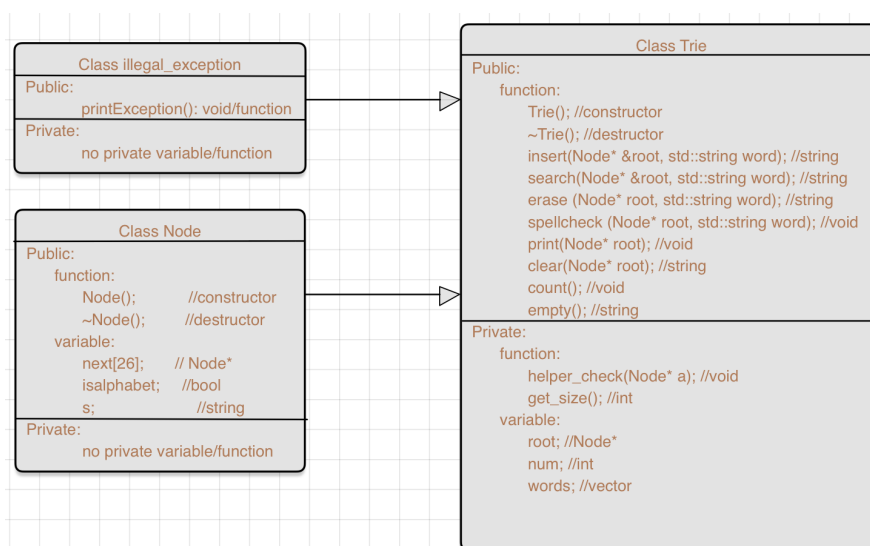 Class illegal_exception
Public:
printException(): void/function
Private:
no private variable/function
Class Node
Public:
function:
Node(); //constructor
~Node(); //destructor
variable:
next[26]; // Node*
isalphabet; //bool
s; //string
Private:
no private variable/function
Class Trie
Public:
function:
Trie(); //constructor
~Trie(); //destructor
insert(Node* &root, std::string word); //string
search(Node* &root, std::string word); //string
erase (Node* root, std::string word); //string
spellcheck (Node* root, std::string word); //void
print(Node* root); //void
clear(Node* root); //string
count(); //void
empty(); //string
Private:
function:
helper_check(Node* a); //void
get_size(); //int
variable:
root; //Node*
num; //int
words; //vector